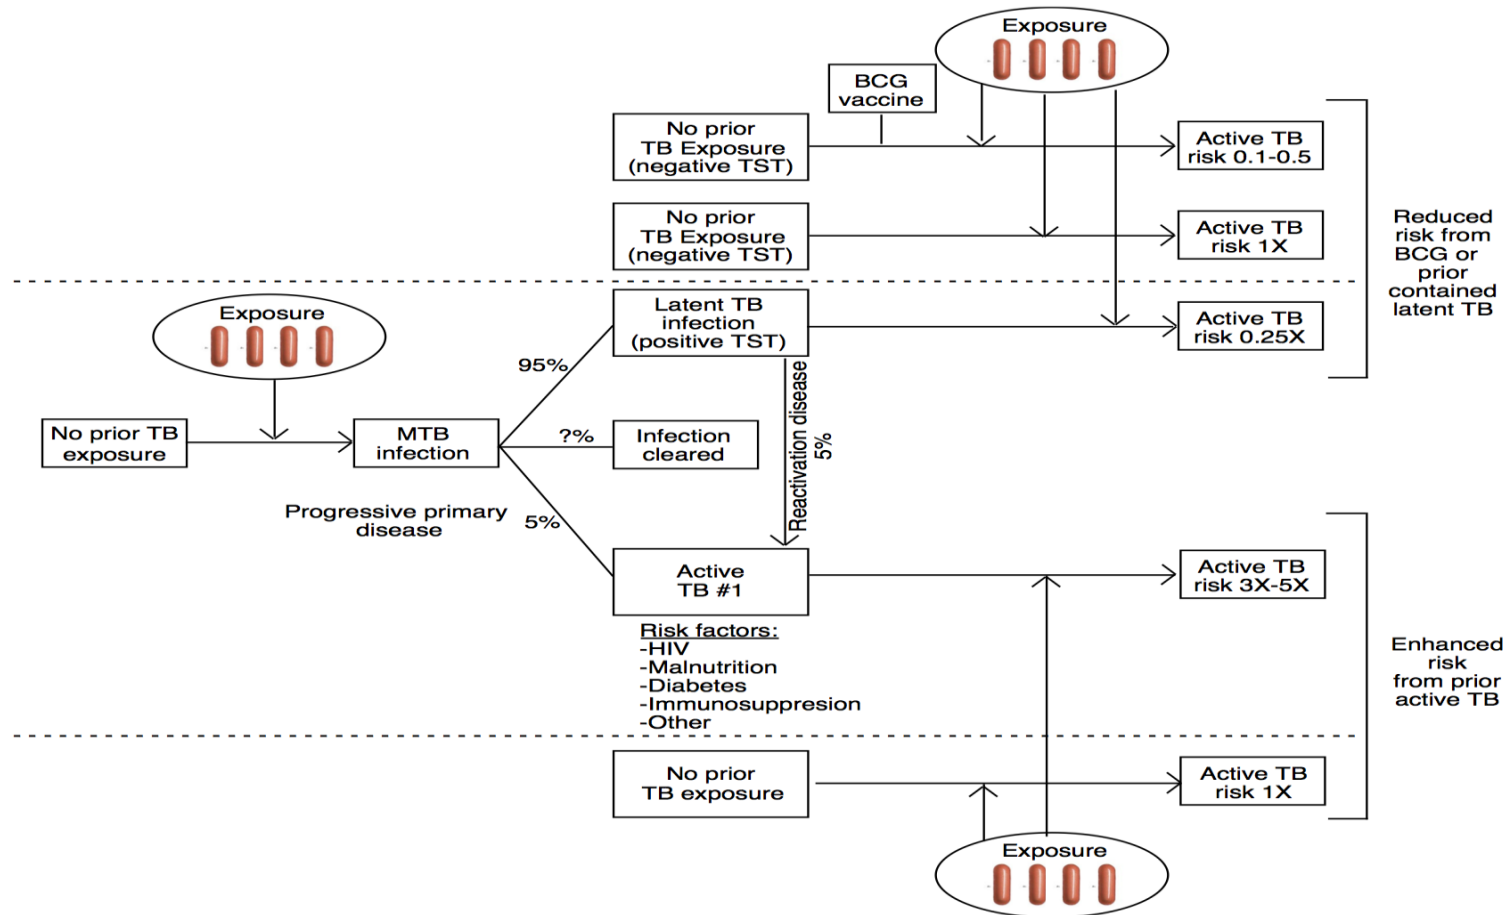 Exposure
BCG
vaccine
No prior
TB Exposure
(negative TST)
Active TB
risk 0.1-0.5
No prior
TB Exposure
(negative TST)
Active TB
risk 1X
Reduced
risk from
BCG or
prior
contained
latent TB
Exposure
Latent TB
infection
(positive TST)
Active TB
risk 0.25X
95%
Reactivation disease
5%
No prior TB
exposure
MTB
infection
?%
Infection
cleared
Progressive primary
disease
5%
Active
TB #1
Active TB
risk 3X-5X
Risk factors:
-HIV
-Malnutrition
-Diabetes
-Immunosuppresion
-Other
Enhanced
risk
from prior
active TB
No prior
TB exposure
Active TB
risk 1X
Exposure